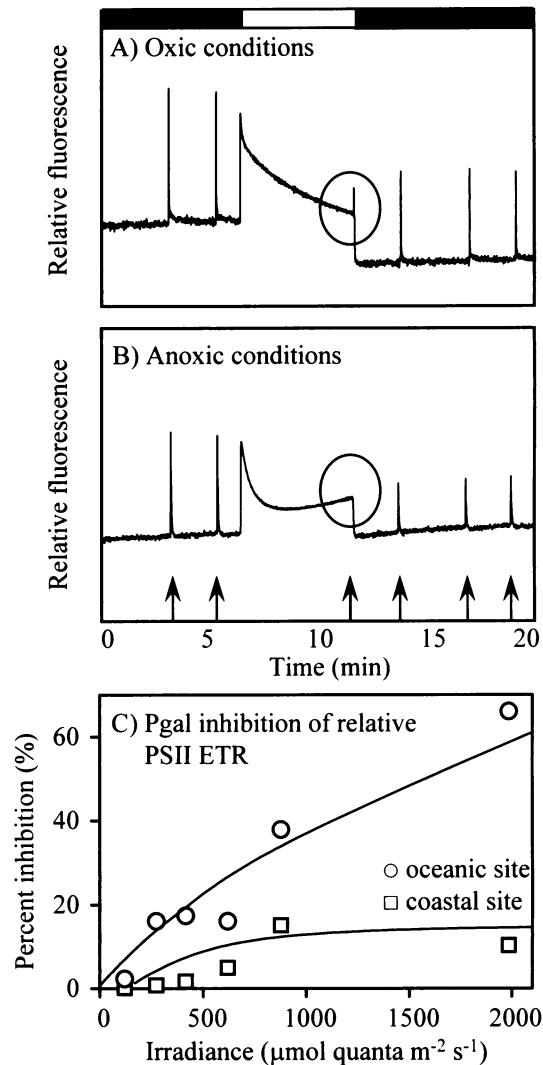 A) Oxic conditions
Relative fluorescence
B) Anoxic conditions
Relative fluorescence
0 5 10 15 20
Time (min)
C) Pgal inhibition of relative
PSII ETR
Percent inhibition (%)
60
40
20
0
oceanic site
coastal site
0 500 1000 1500 2000
Irradiance (μmol quanta m⁻² s⁻¹)